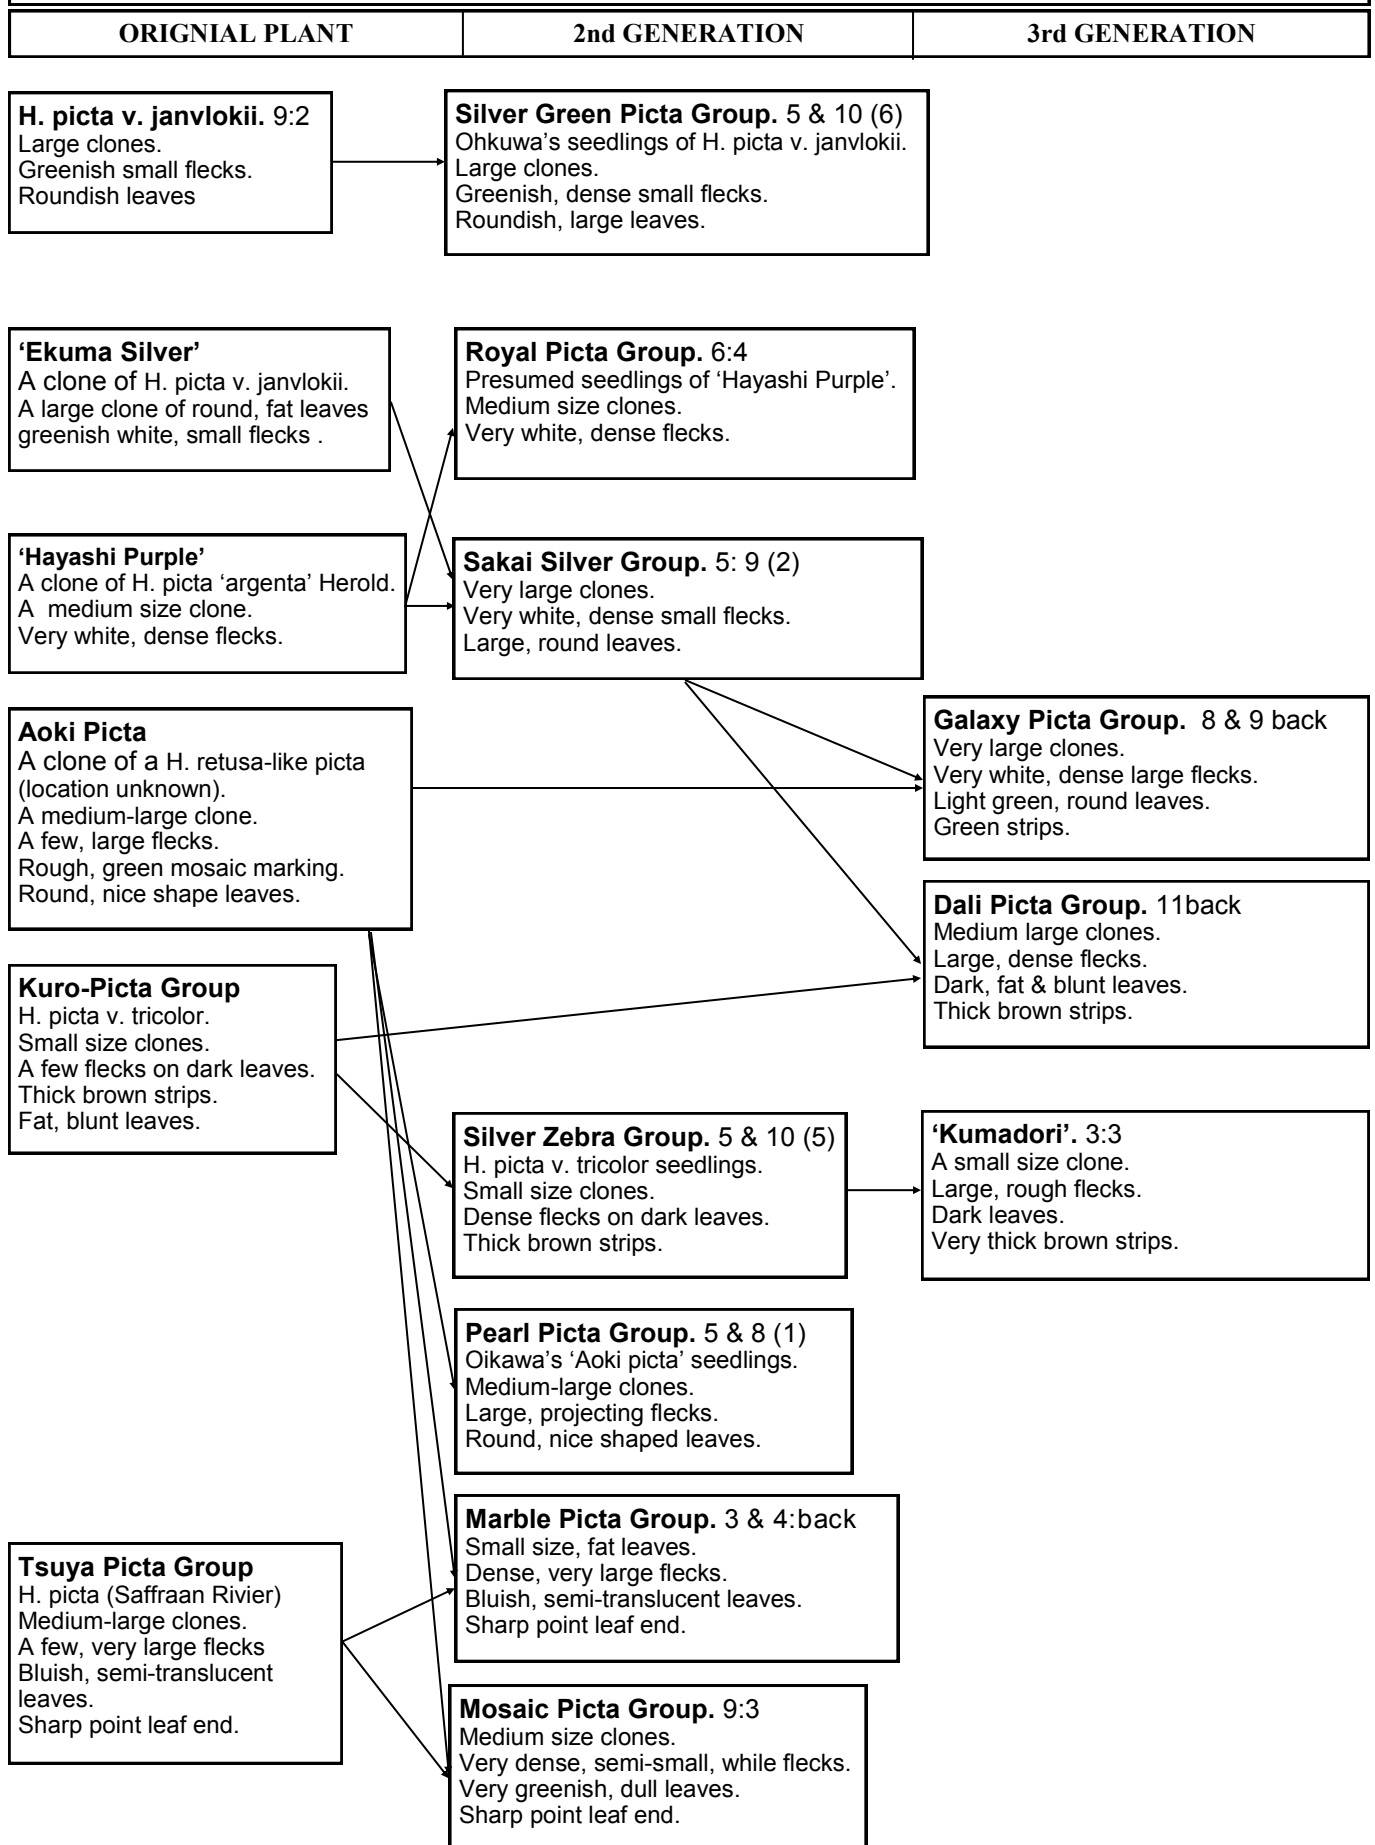 ORIGNIAL PLANT
2nd GENERATION
3rd GENERATION
H. picta v. janvlokii. 9:2
Large clones.
Greenish small flecks.
Roundish leaves
Silver Green Picta Group. 5 & 10 (6)
Ohkuwa’s seedlings of H. picta v. janvlokii.
Large clones.
Greenish, dense small flecks.
Roundish, large leaves.
‘Ekuma Silver’
A clone of H. picta v. janvlokii.
A large clone of round, fat leaves
greenish white, small flecks .
Royal Picta Group. 6:4
Presumed seedlings of ‘Hayashi Purple’.
Medium size clones.
Very white, dense flecks.
‘Hayashi Purple’
A clone of H. picta ‘argenta’ Herold.
A medium size clone.
Very white, dense flecks.
Sakai Silver Group. 5: 9 (2)
Very large clones.
Very white, dense small flecks.
Large, round leaves.
Aoki Picta
A clone of a H. retusa-like picta
(location unknown).
A medium-large clone.
A few, large flecks.
Rough, green mosaic marking.
Round, nice shape leaves.
Galaxy Picta Group. 8 & 9 back
Very large clones.
Very white, dense large flecks.
Light green, round leaves.
Green strips.
Dali Picta Group. 11back
Medium large clones.
Large, dense flecks.
Dark, fat & blunt leaves.
Thick brown strips.
Kuro-Picta Group
H. picta v. tricolor.
Small size clones.
A few flecks on dark leaves.
Thick brown strips.
Fat, blunt leaves.
Silver Zebra Group. 5 & 10 (5)
H. picta v. tricolor seedlings.
Small size clones.
Dense flecks on dark leaves.
Thick brown strips.
‘Kumadori’. 3:3
A small size clone.
Large, rough flecks.
Dark leaves.
Very thick brown strips.
Pearl Picta Group. 5 & 8 (1)
Oikawa’s ‘Aoki picta’ seedlings.
Medium-large clones.
Large, projecting flecks.
Round, nice shaped leaves.
Marble Picta Group. 3 & 4:back
Small size, fat leaves.
Dense, very large flecks.
Bluish, semi-translucent leaves.
Sharp point leaf end.
Tsuya Picta Group
H. picta (Saffraan Rivier)
Medium-large clones.
A few, very large flecks
Bluish, semi-translucent
leaves.
Sharp point leaf end.
Mosaic Picta Group. 9:3
Medium size clones.
Very dense, semi-small, while flecks.
Very greenish, dull leaves.
Sharp point leaf end.